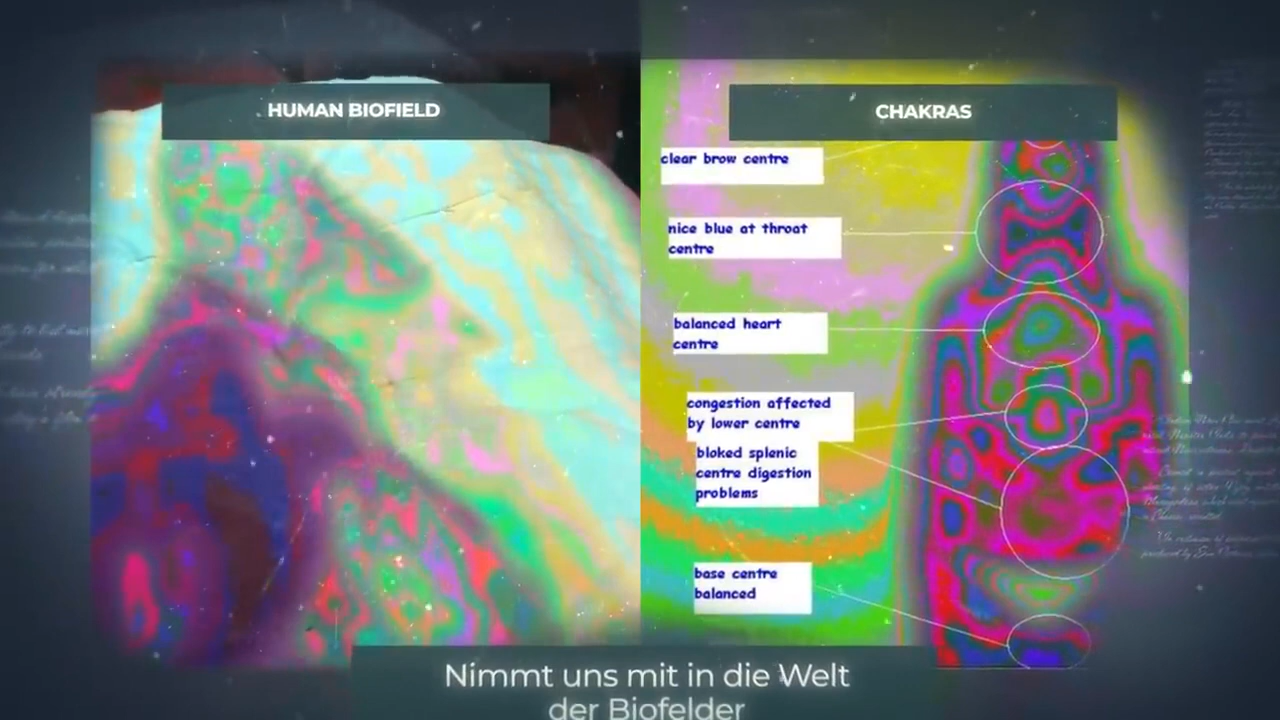 HUMAN BIOFIELD
CHAKRAS
clear brow centre
nice blue at throat
centre
balanced heart
centre
congestion affected
by lower centre
bloked splenic
centre digestion
problems
base centre
balanced
Nimmt uns mit in die Welt
der Biofelder